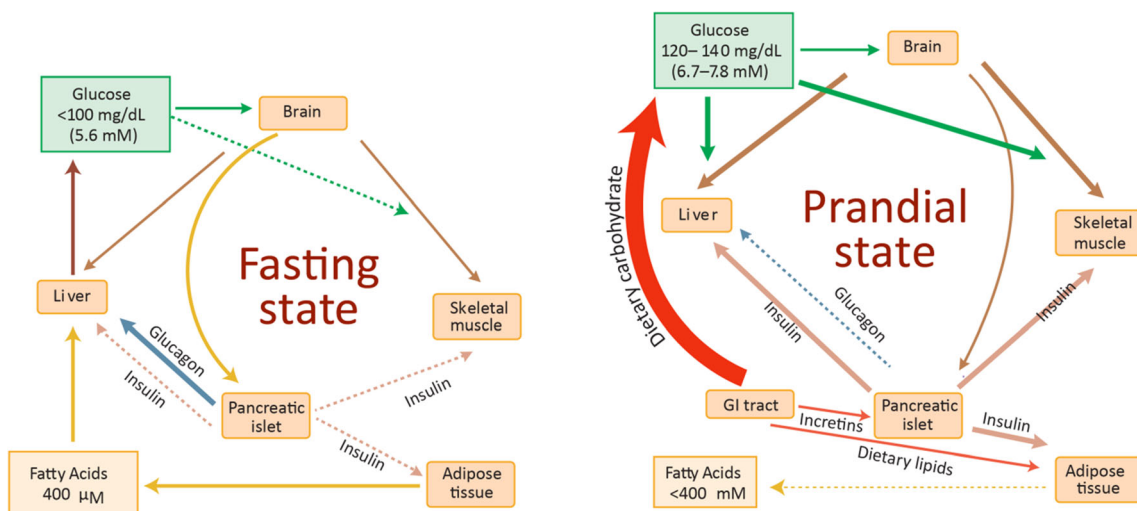 Glucose
<100 mg/dL
(5.6 mM)
Brain
Fasting
state
Liver
Skeletal
muscle
Glucagon
Insulin
Insulin
Pancreatic
islet
Insulin
Fatty Acids
400 μM
Adipose
tissue
Glucose
120– 140 mg/dL
(6.7–7.8 mM)
Brain
Dietary carbohydrate
Liver
Prandial
state
Skeletal
muscle
Glucagon
Insulin
Insulin
GI tract
Incretins
Pancreatic
islet
Insulin
Dietary lipids
Fatty Acids
<400 mM
Adipose
tissue